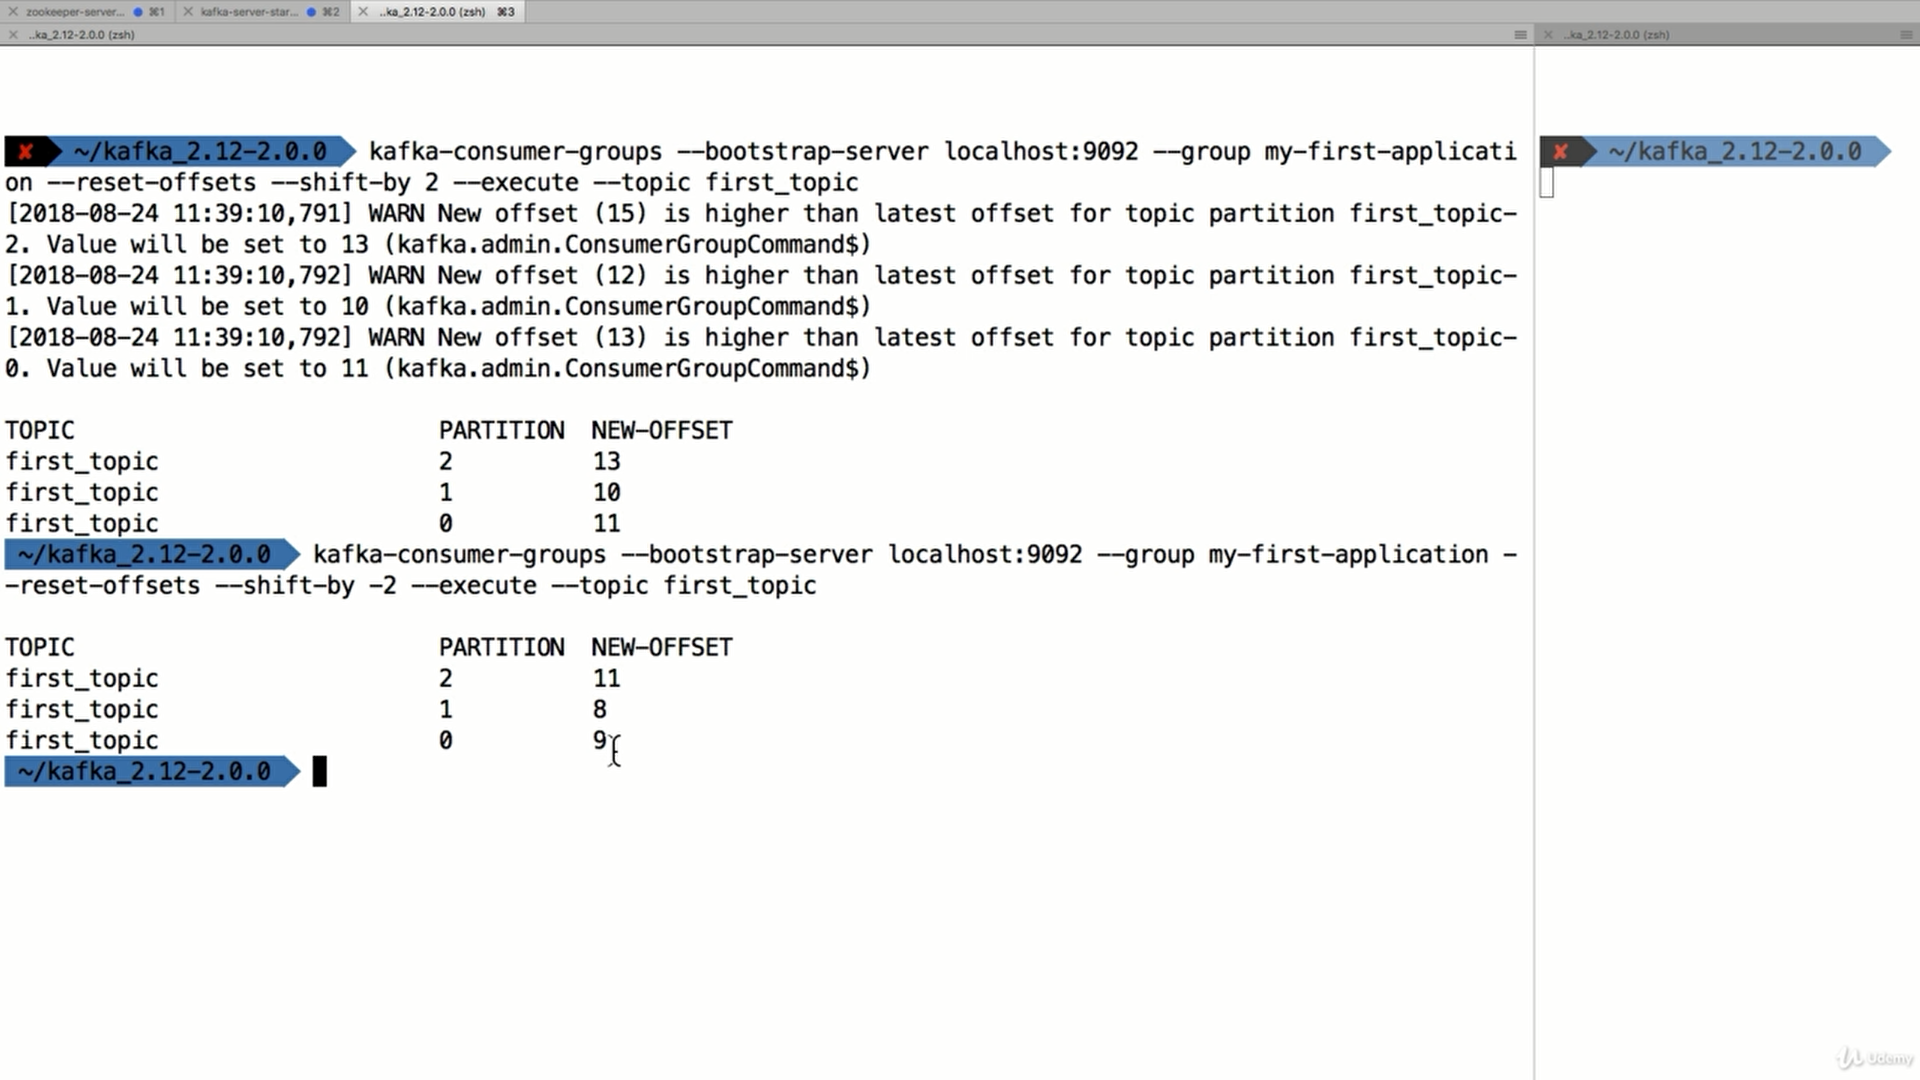 zookeeper-server... ⌘1 kafka-server-star... ⌘2 ..ka_2.12-2.0.0 (zsh) ⌘3
..ka_2.12-2.0.0 (zsh) ..ka_2.12-2.0.0 (zsh)
✘ ~/kafka_2.12-2.0.0 kafka-consumer-groups --bootstrap-server localhost:9092 --group my-first-applicati
on --reset-offsets --shift-by 2 --execute --topic first_topic
[2018-08-24 11:39:10,791] WARN New offset (15) is higher than latest offset for topic partition first_topic-
2. Value will be set to 13 (kafka.admin.ConsumerGroupCommand$)
[2018-08-24 11:39:10,792] WARN New offset (12) is higher than latest offset for topic partition first_topic-
1. Value will be set to 10 (kafka.admin.ConsumerGroupCommand$)
[2018-08-24 11:39:10,792] WARN New offset (13) is higher than latest offset for topic partition first_topic-
0. Value will be set to 11 (kafka.admin.ConsumerGroupCommand$)
TOPIC PARTITION NEW-OFFSET
first_topic 2 13
first_topic 1 10
first_topic 0 11
~/kafka_2.12-2.0.0 kafka-consumer-groups --bootstrap-server localhost:9092 --group my-first-application -
-reset-offsets --shift-by -2 --execute --topic first_topic
TOPIC PARTITION NEW-OFFSET
first_topic 2 11
first_topic 1 8
first_topic 0 9
~/kafka_2.12-2.0.0
✘ ~/kafka_2.12-2.0.0
Udemy